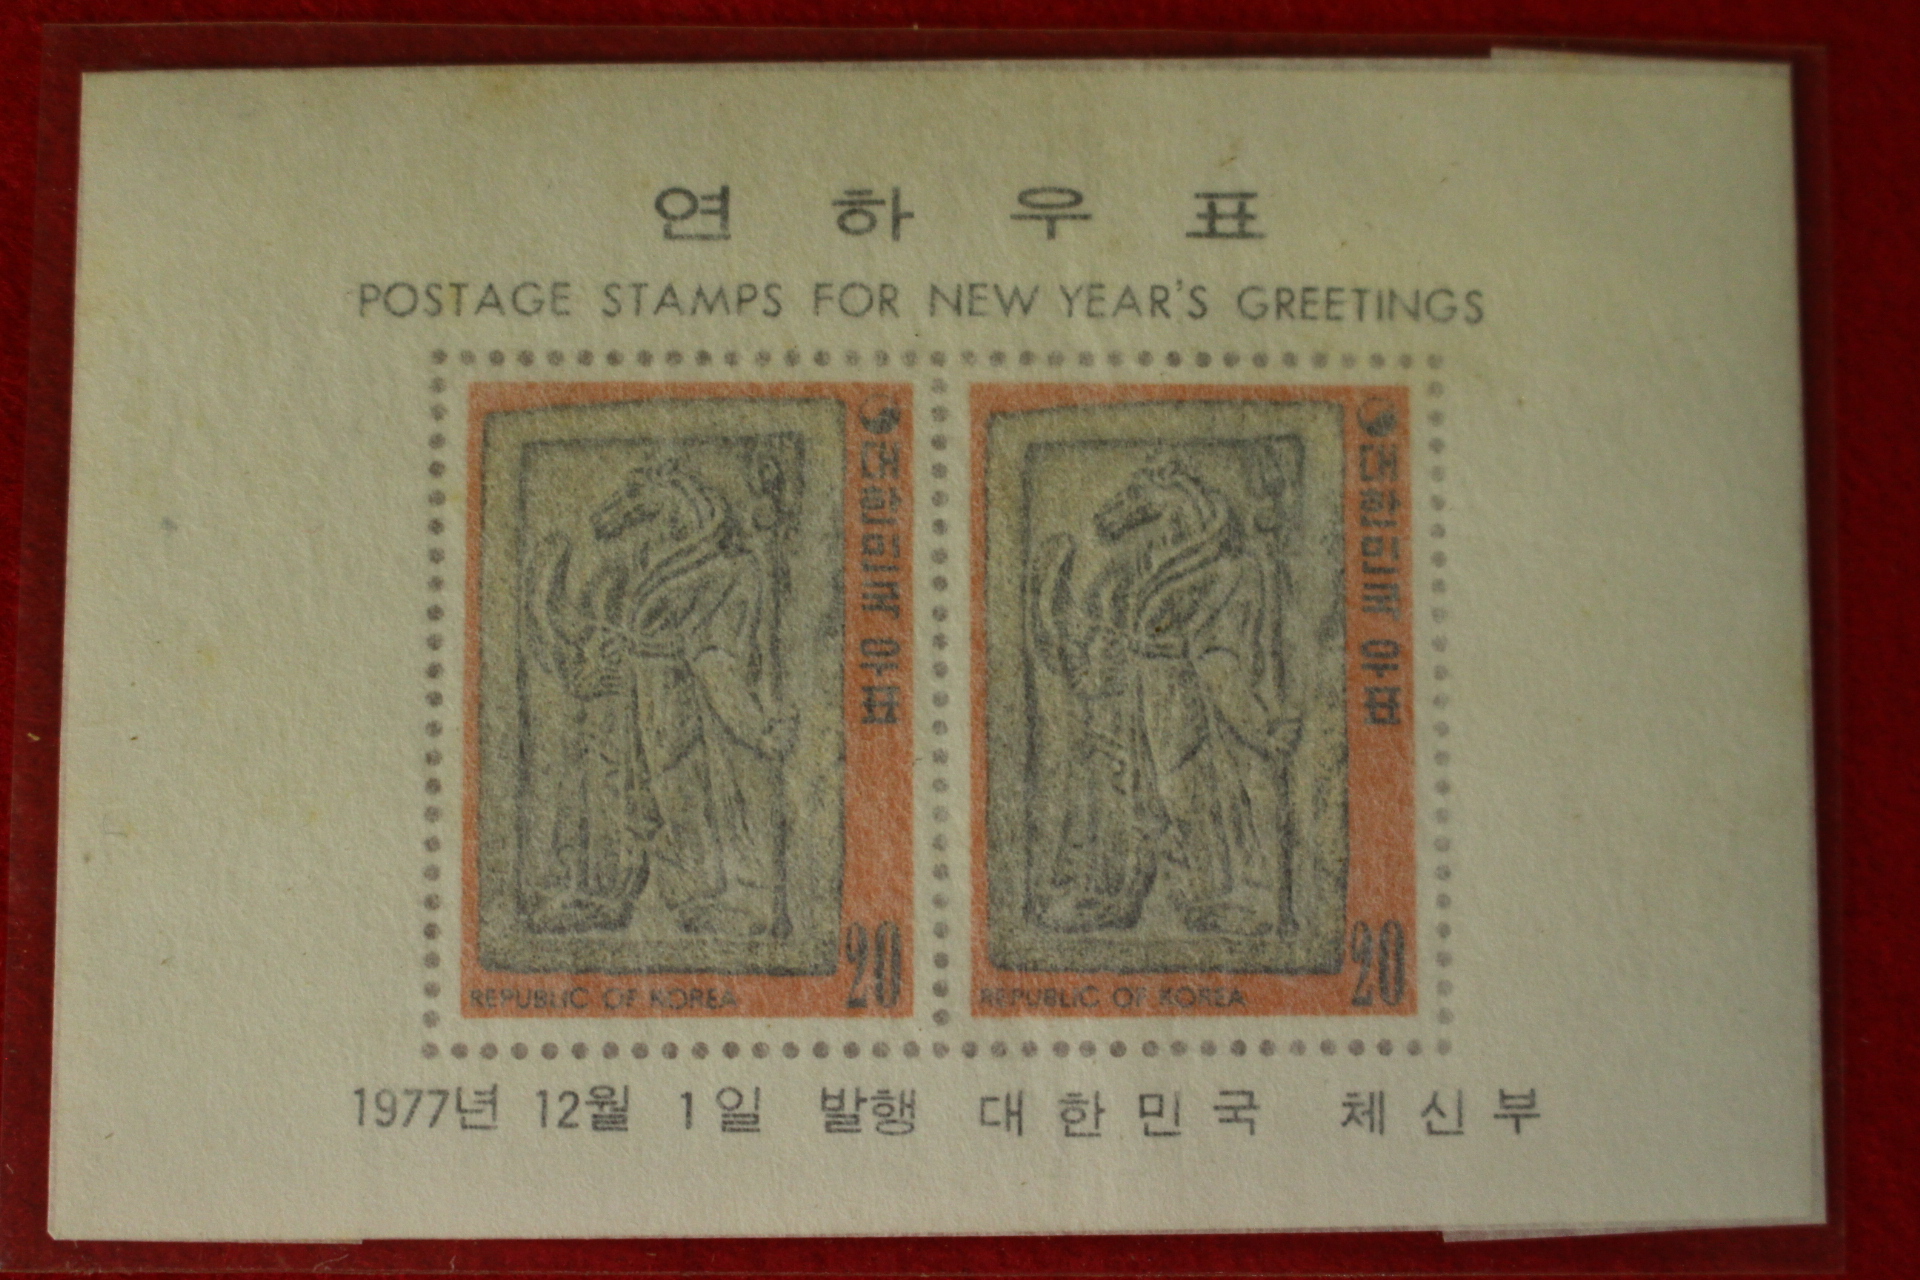 연하우표
POSTAGE STAMPS FOR NEW YEAR'S GREETINGS
대한민국 우표
20
REPUBLIC OF KOREA
대한민국 우표
20
REPUBLIC OF KOREA
1977년 12월 1일 발행 대한민국 체신부